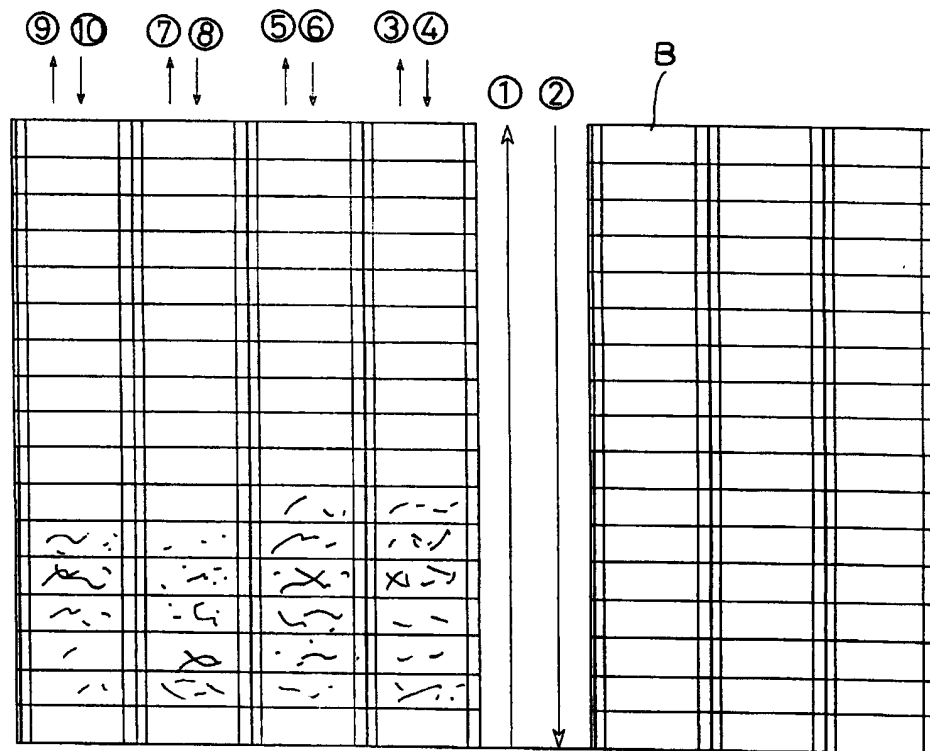 ⑨ ⑩ ⑦ ⑧ ⑤ ⑥ ③ ④
B
① ②